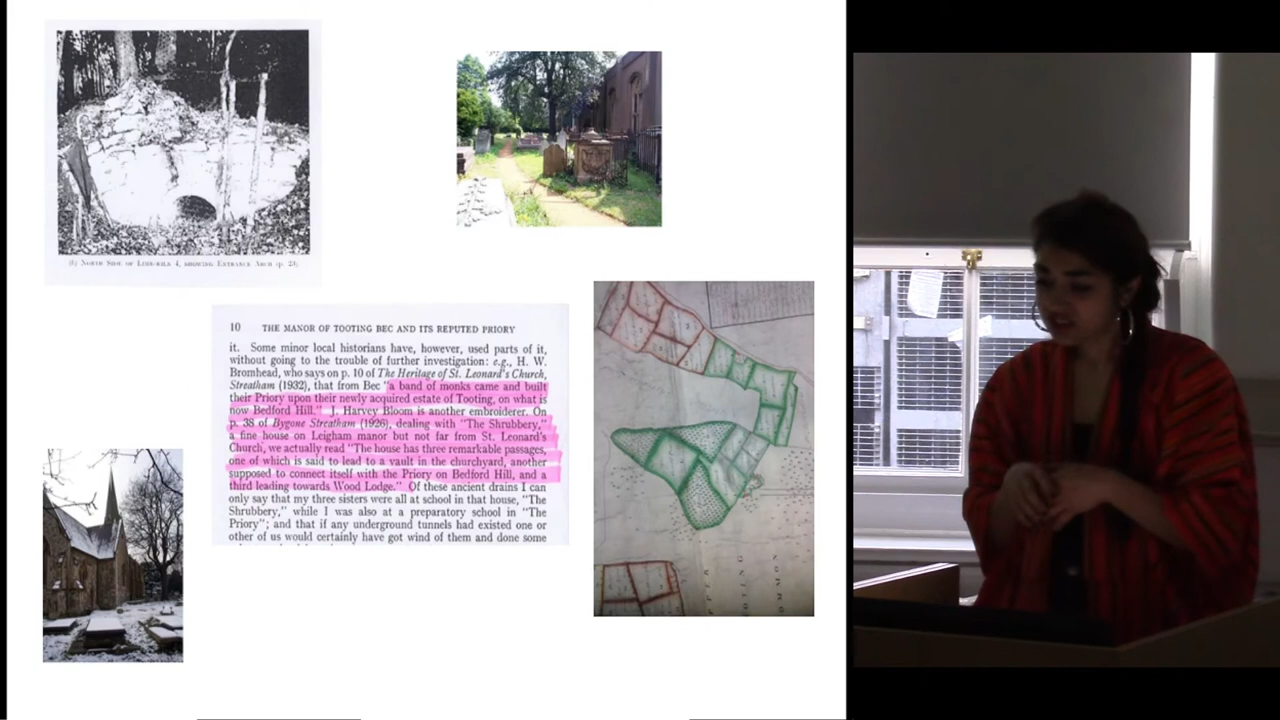 (b) NORTH SIDE OF LIME-KILN 4, SHOWING ENTRANCE ARCH (p. 23)
10 THE MANOR OF TOOTING BEC AND ITS REPUTED PRIORY
it. Some minor local historians have, however, used parts of it,
without going to the trouble of further investigation: e.g., H. W.
Bromhead, who says on p. 10 of The Heritage of St. Leonard's Church,
Streatham (1932), that from Bec "a band of monks came and built
their Priory upon their newly acquired estate of Tooting, on what is
now Bedford Hill." J. Harvey Bloom is another embroiderer. On
p. 38 of Bygone Streatham (1926), dealing with "The Shrubbery,"
a fine house on Leigham manor but not far from St. Leonard's
Church, we actually read "The house has three remarkable passages,
one of which is said to lead to a vault in the churchyard, another
supposed to connect itself with the Priory on Bedford Hill, and a
third leading towards Wood Lodge." Of these ancient drains I can
only say that my three sisters were all at school in that house, "The
Shrubbery," while I was also at a preparatory school in "The
Priory"; and that if any underground tunnels had existed one or
other of us would certainly have got wind of them and done some